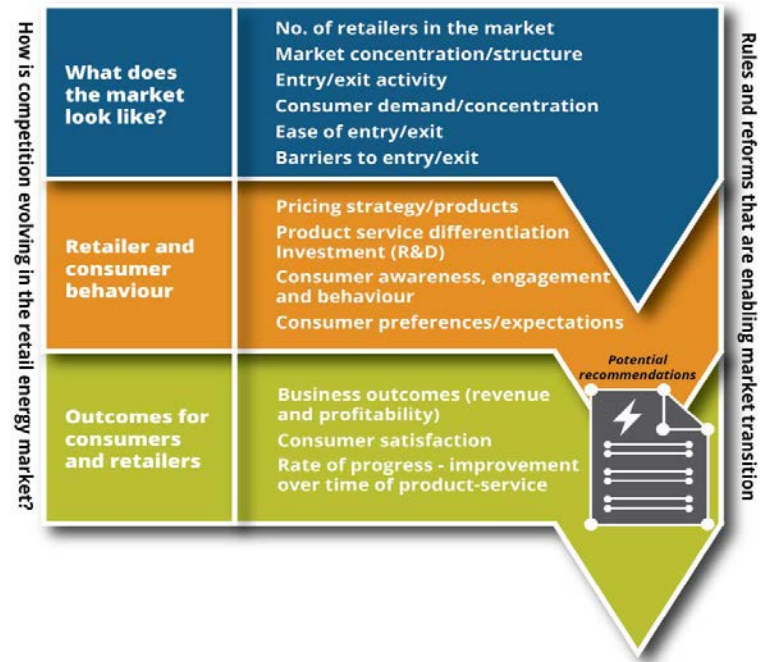 How is competition evolving in the retail energy market?
What does
the market
look like?
No. of retailers in the market
Market concentration/structure
Entry/exit activity
Consumer demand/concentration
Ease of entry/exit
Barriers to entry/exit
Retailer and
consumer
behaviour
Pricing strategy/products
Product service differentiation
Investment (R&D)
Consumer awareness, engagement
and behaviour
Consumer preferences/expectations
Outcomes for
consumers
and retailers
Business outcomes (revenue
and profitability)
Consumer satisfaction
Rate of progress - improvement
over time of product-service
Potential
recommendations
Rules and reforms that are enabling market transition